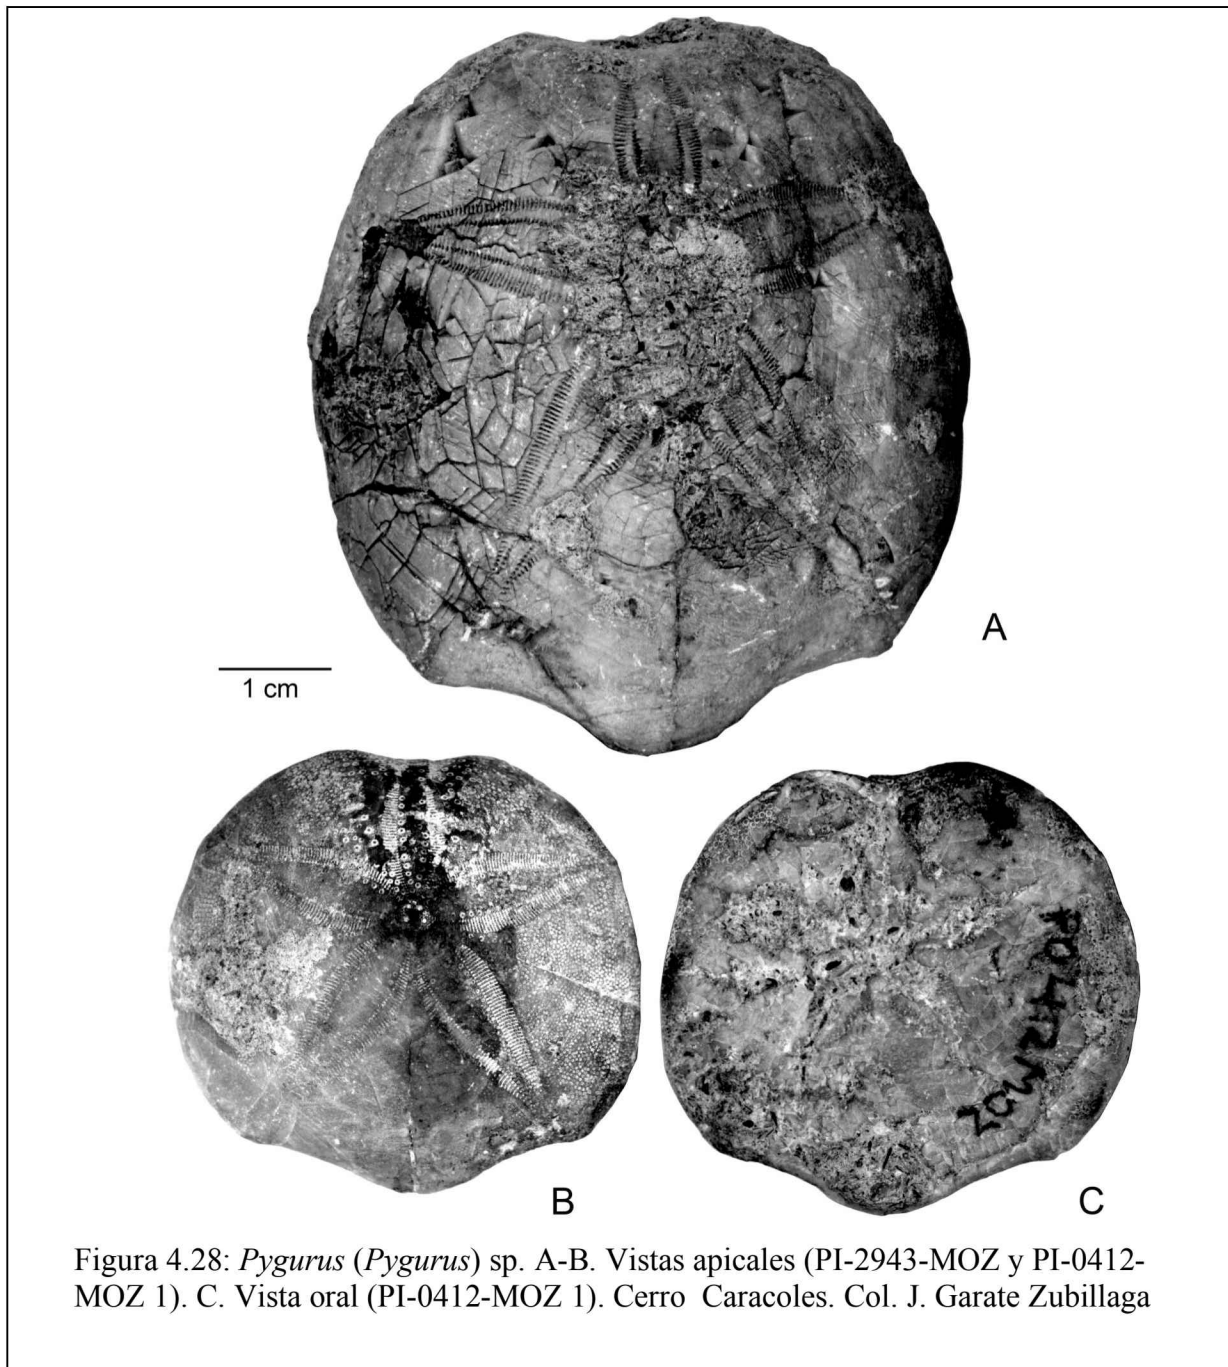 A
1 cm
B
C
P0412MOZ
Figura 4.28: Pygurus (Pygurus) sp. A-B. Vistas apicales (PI-2943-MOZ y PI-0412-
MOZ 1). C. Vista oral (PI-0412-MOZ 1). Cerro Caracoles. Col. J. Garate Zubillaga